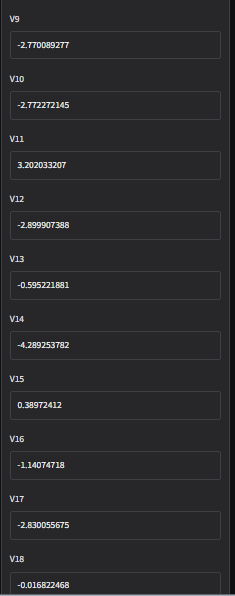 V9
-2.770089277
V10
-2.772272145
V11
3.202033207
V12
-2.899907388
V13
-0.595221881
V14
-4.289253782
V15
0.38972412
V16
-1.14074718
V17
-2.830055675
V18
-0.016822468